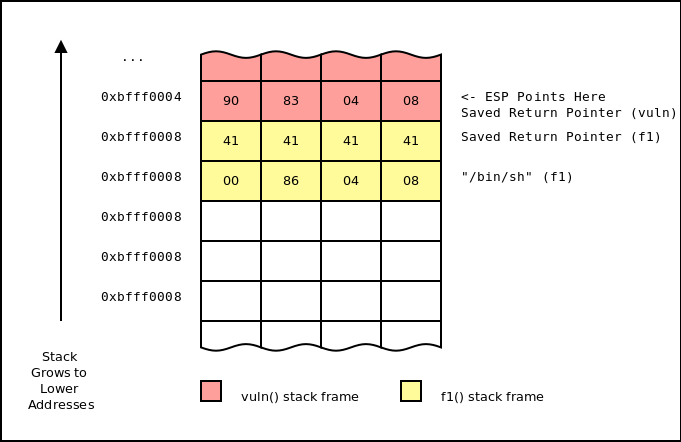 ...
0xbfff0004 90 83 04 08 <- ESP Points Here
Saved Return Pointer (vuln)
0xbfff0008 41 41 41 41 Saved Return Pointer (f1)
0xbfff0008 00 86 04 08 "/bin/sh" (f1)
0xbfff0008
0xbfff0008
0xbfff0008
Stack
Grows to
Lower
Addresses
vuln() stack frame
f1() stack frame